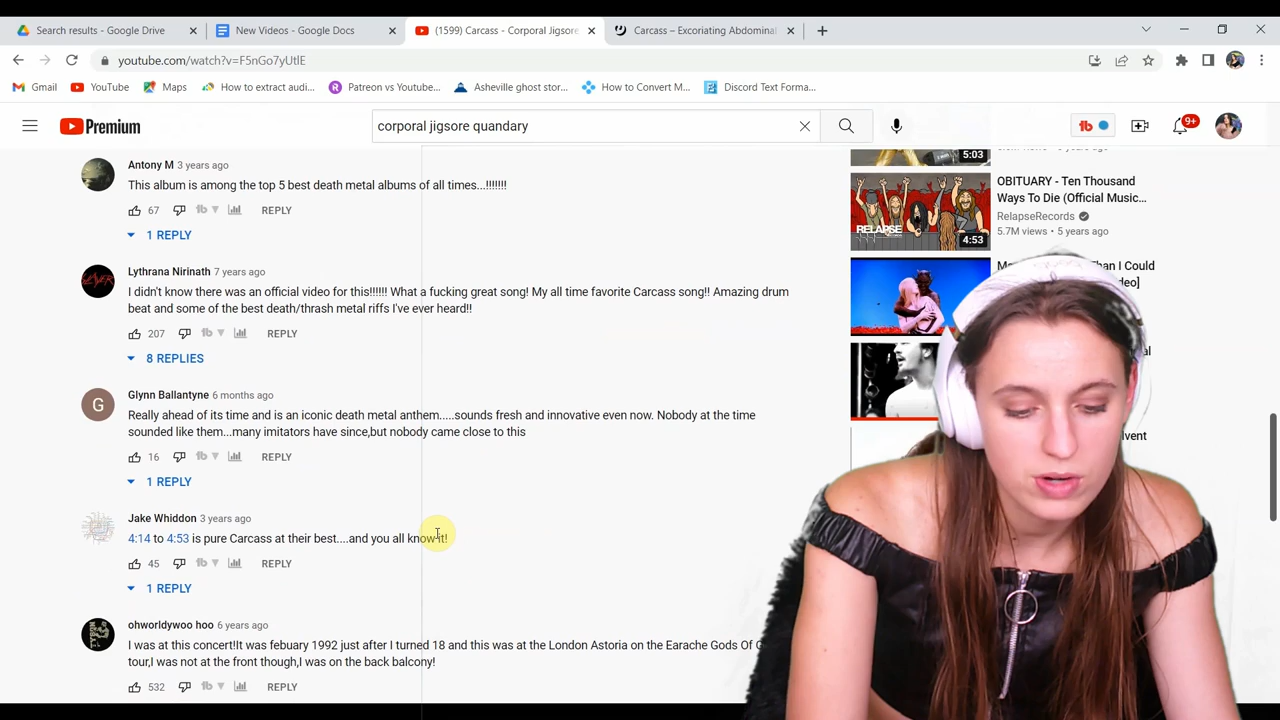 Search results - Google Drive
New Videos - Google Docs
(1599) Carcass - Corporal Jigsore
Carcass – Excoriating Abdominal
youtube.com/watch?v=F5nGo7yUtlE
Gmail
YouTube
Maps
How to extract audi...
Patreon vs Youtube...
Asheville ghost stor...
How to Convert M...
Discord Text Forma...
Premium
corporal jigsore quandary
9+
Antony M 3 years ago
This album is among the top 5 best death metal albums of all times...!!!!!!!
67
REPLY
1 REPLY
Lythrana Nirinath 7 years ago
I didn't know there was an official video for this!!!!!! What a fucking great song! My all time favorite Carcass song!! Amazing drum
beat and some of the best death/thrash metal riffs I've ever heard!!
207
REPLY
8 REPLIES
G
Glynn Ballantyne 6 months ago
Really ahead of its time and is an iconic death metal anthem.....sounds fresh and innovative even now. Nobody at the time
sounded like them...many imitators have since,but nobody came close to this
16
REPLY
1 REPLY
Jake Whiddon 3 years ago
4:14 to 4:53 is pure Carcass at their best....and you all know it!
45
REPLY
1 REPLY
ohworldywoo hoo 6 years ago
I was at this concert!It was febuary 1992 just after I turned 18 and this was at the London Astoria on the Earache Gods Of
tour,I was not at the front though,I was on the back balcony!
532
REPLY
5:03
OBITUARY - Ten Thousand
Ways To Die (Official Music...
RelapseRecords
5.7M views • 5 years ago
RELAPSE
4:53
Than I Could